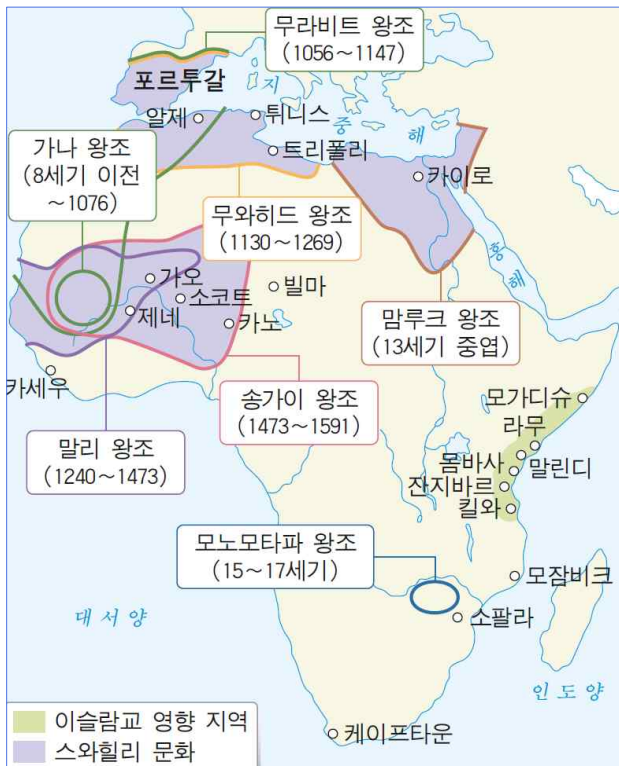 무라비트 왕조
(1056~1147)
포르투갈
지
중
해
알제
튀니스
트리폴리
가나 왕조
(8세기 이전
~1076)
카이로
무와히드 왕조
(1130~1269)
홍해
가오
소코트
빌마
제네
카노
맘루크 왕조
(13세기 중엽)
카세우
송가이 왕조
(1473~1591)
모가디슈
라무
말리 왕조
(1240~1473)
몸바사
말린디
잔지바르
킬와
모노모타파 왕조
(15~17세기)
모잠비크
대서양
소팔라
인도양
이슬람교 영향 지역
스와힐리 문화
케이프타운